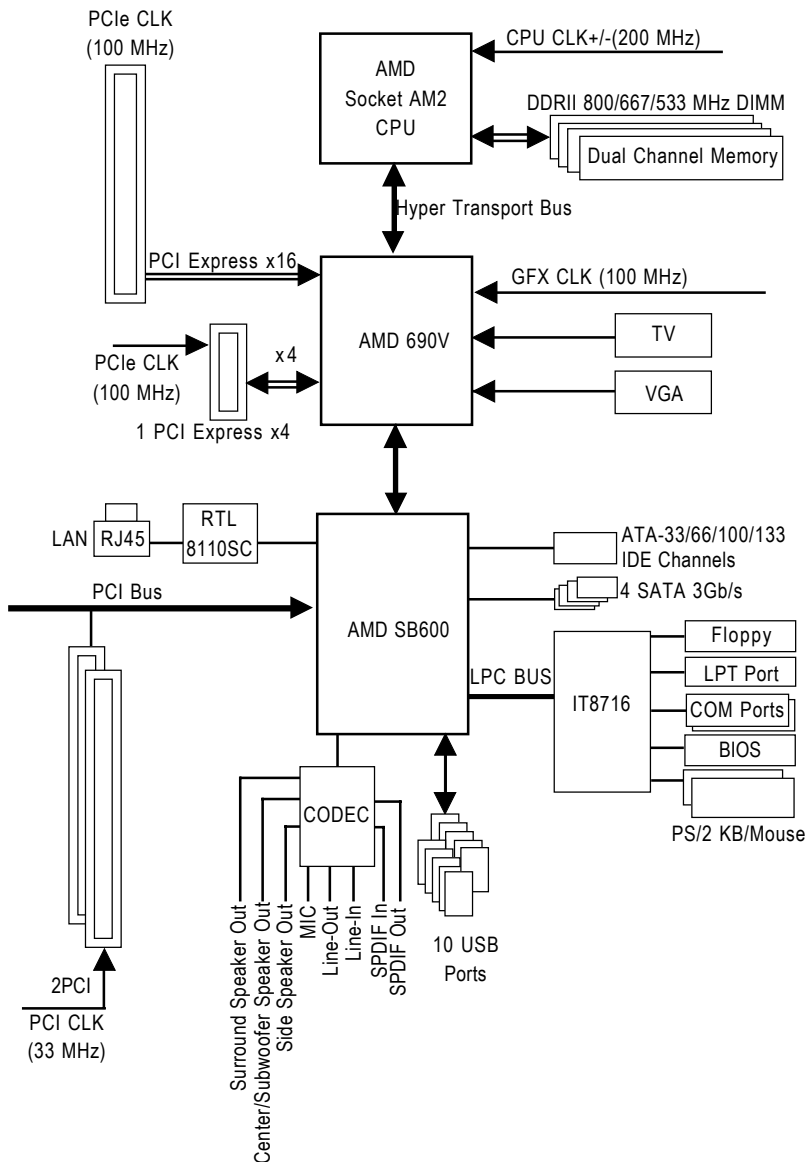 PCIe CLK
(100 MHz)
AMD
Socket AM2
CPU
CPU CLK+/-(200 MHz)
DDRII 800/667/533 MHz DIMM
Dual Channel Memory
Hyper Transport Bus
PCI Express x16
GFX CLK (100 MHz)
AMD 690V
TV
VGA
x4
PCIe CLK
(100 MHz)
1 PCI Express x4
LAN
RJ45
RTL
8110SC
AMD SB600
ATA-33/66/100/133
IDE Channels
4 SATA 3Gb/s
PCI Bus
LPC BUS
IT8716
Floppy
LPT Port
COM Ports
BIOS
PS/2 KB/Mouse
CODEC
Surround Speaker Out
Center/Subwoofer Speaker Out
Side Speaker Out
MIC
Line-Out
Line-In
SPDIF In
SPDIF Out
10 USB
Ports
2PCI
PCI CLK
(33 MHz)